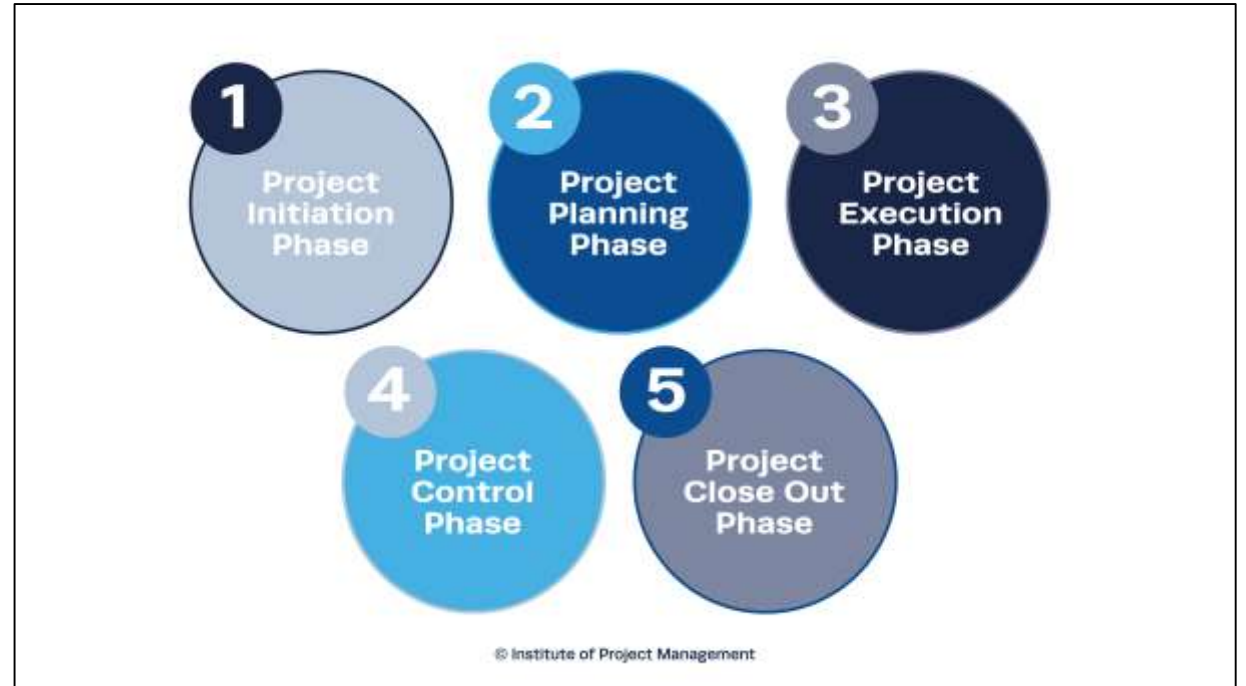 1
Project
Initiation
Phase
2
Project
Planning
Phase
3
Project
Execution
Phase
4
Project
Control
Phase
5
Project
Close Out
Phase
© Institute of Project Management